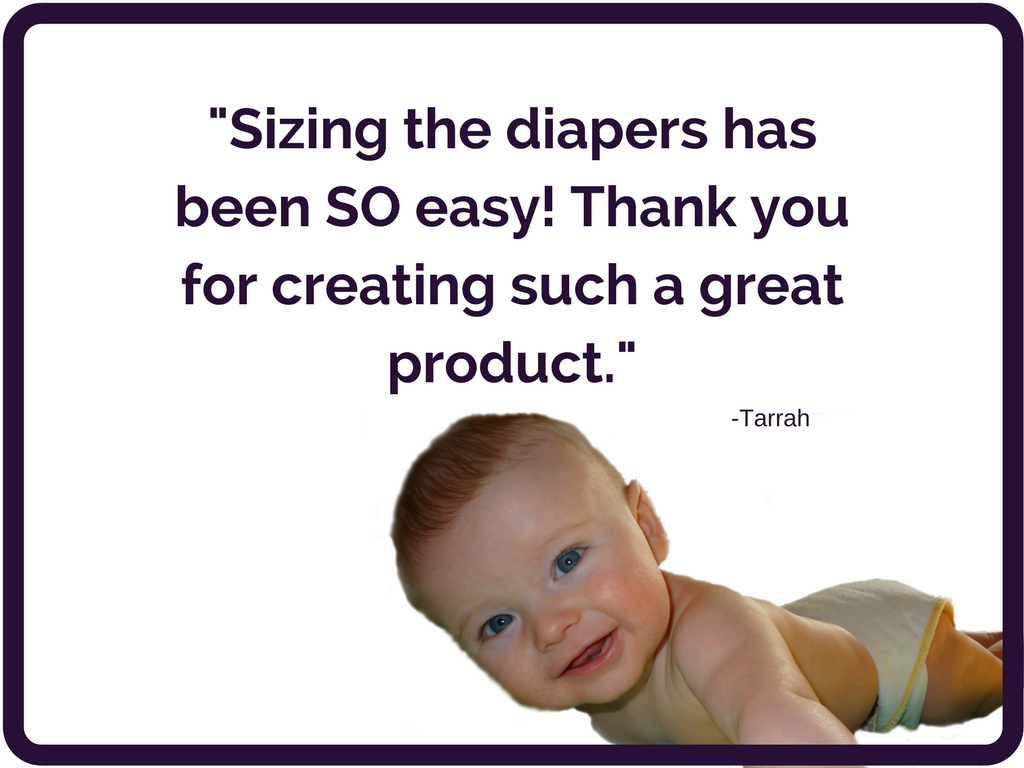 "Sizing the diapers has
been SO easy! Thank you
for creating such a great
product."
-Tarrah